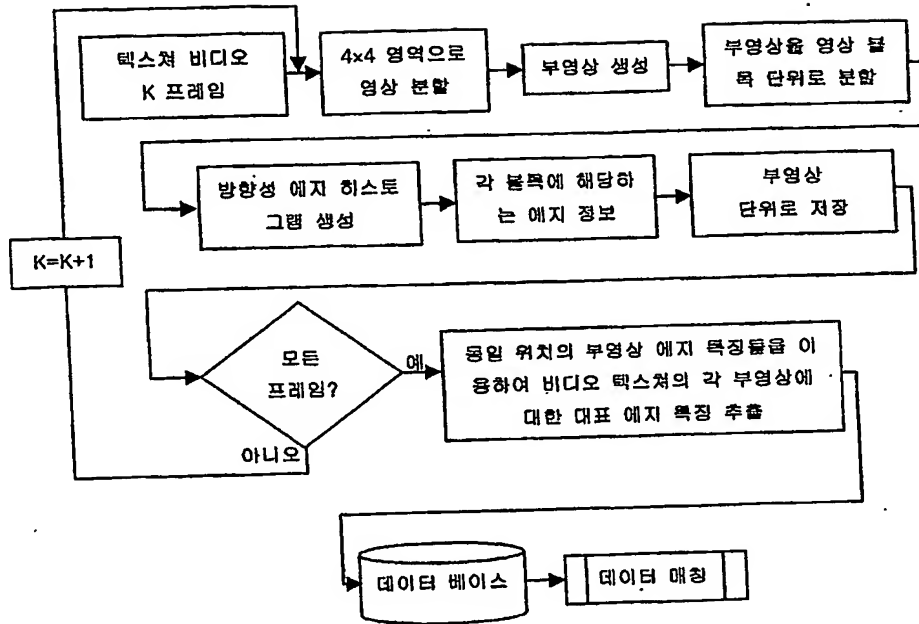 텍스쳐 비디오
K 프레임
4×4 영역으로
영상 분할
부영상 생성
부영상을 영상 블
록 단위로 분할
방향성 에지 히스토
그램 생성
각 블록에 해당하
는 에지 정보
부영상
단위로 저장
K=K+1
모든
프레임?
예
아니오
동일 위치의 부영상 에지 특징들을 이
용하여 비디오 텍스쳐의 각 부영상에
대한 대표 에지 특징 추출
데이터 베이스
데이터 매칭